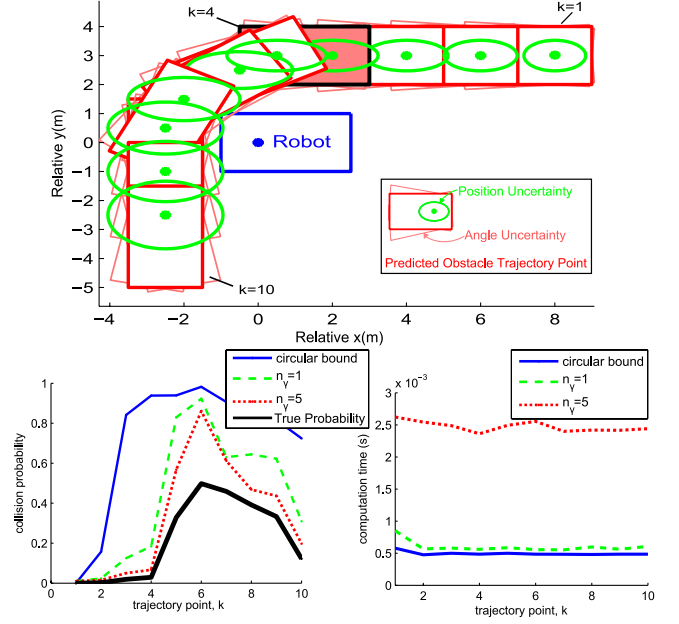 k=4
k=1
4
3
2
1
0
−1
−2
−3
−4
−5
Relative y(m)
Robot
Position Uncertainty
Angle Uncertainty
Predicted Obstacle Trajectory Point
k=10
−4 −2 0 2 4 6 8
Relative x(m)
circular bound
n_γ=1
n_γ=5
True Probability
1
0.8
0.6
0.4
0.2
0
collision probability
0 2 4 6 8 10
trajectory point, k
circular bound
n_γ=1
n_γ=5
x 10^−3
3
2.5
2
1.5
1
0.5
0
computation time (s)
2 4 6 8 10
trajectory point, k